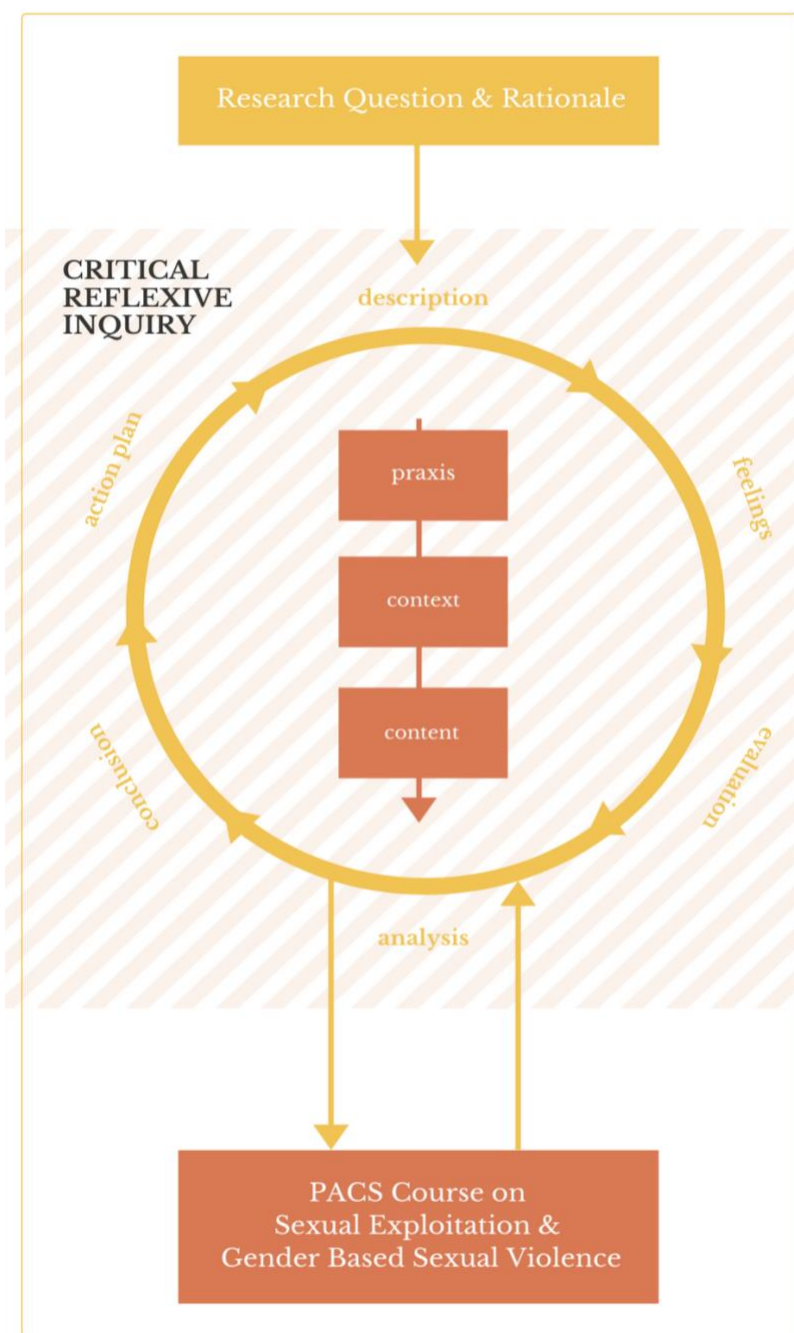 Research Question & Rationale
CRITICAL
REFLEXIVE
INQUIRY
description
action plan
feelings
praxis
context
content
conclusion
evaluation
analysis
PACS Course on
Sexual Exploitation &
Gender Based Sexual Violence